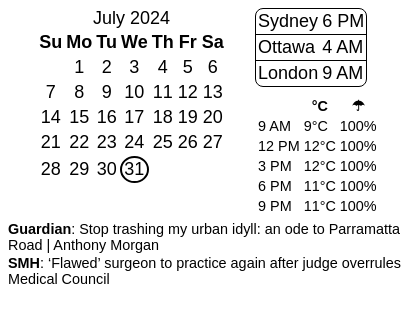 July 2024
Su Mo Tu We Th Fr Sa
1 2 3 4 5 6
7 8 9 10 11 12 13
14 15 16 17 18 19 20
21 22 23 24 25 26 27
28 29 30 31
Sydney 6 PM
Ottawa 4 AM
London 9 AM
°C ☂
9 AM 9°C 100%
12 PM 12°C 100%
3 PM 12°C 100%
6 PM 11°C 100%
9 PM 11°C 100%
Guardian: Stop trashing my urban idyll: an ode to Parramatta
Road | Anthony Morgan
SMH: ‘Flawed’ surgeon to practice again after judge overrules
Medical Council